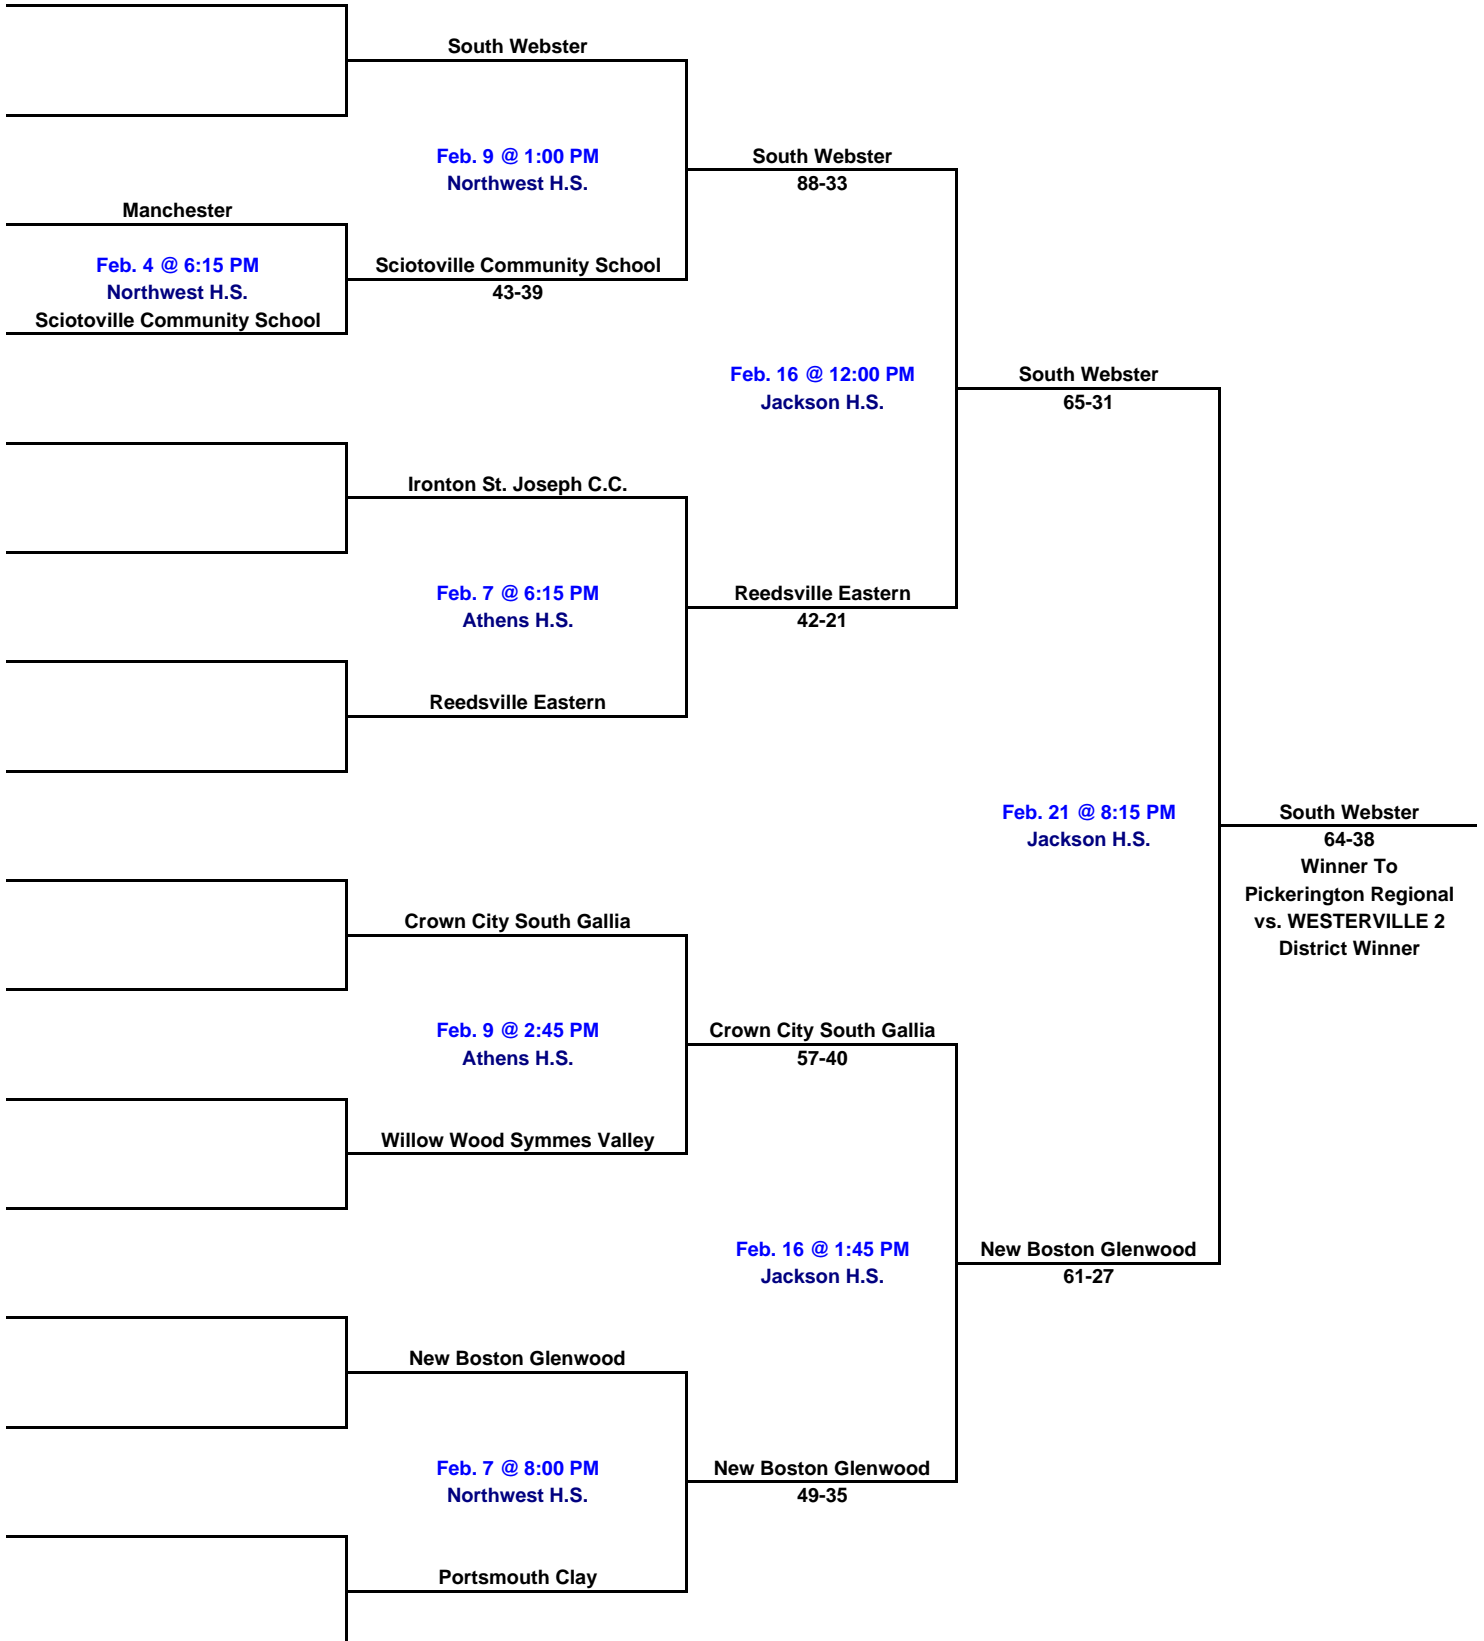 South Webster
Feb. 9 @ 1:00 PM
Northwest H.S.
South Webster
88-33
Manchester
Feb. 4 @ 6:15 PM
Northwest H.S.
Sciotoville Community School
Sciotoville Community School
43-39
Feb. 16 @ 12:00 PM
Jackson H.S.
South Webster
65-31
Ironton St. Joseph C.C.
Feb. 7 @ 6:15 PM
Athens H.S.
Reedsville Eastern
42-21
Reedsville Eastern
Feb. 21 @ 8:15 PM
Jackson H.S.
South Webster
64-38
Winner To
Pickerington Regional
vs. WESTERVILLE 2
District Winner
Crown City South Gallia
Feb. 9 @ 2:45 PM
Athens H.S.
Crown City South Gallia
57-40
Willow Wood Symmes Valley
Feb. 16 @ 1:45 PM
Jackson H.S.
New Boston Glenwood
61-27
New Boston Glenwood
Feb. 7 @ 8:00 PM
Northwest H.S.
New Boston Glenwood
49-35
Portsmouth Clay